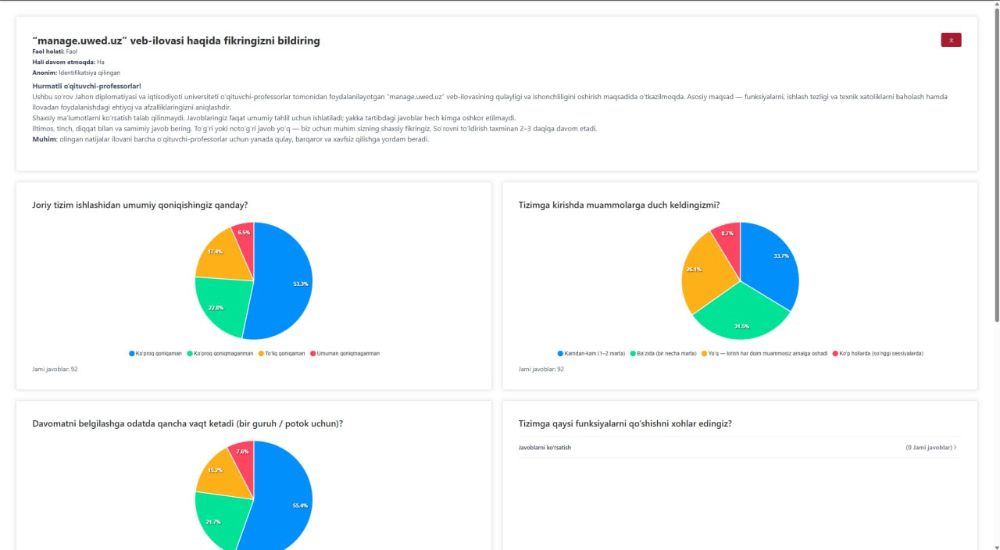 “manage.uwed.uz” veb-ilovasi haqida fikringizni bildiring
Faol holati: Faol
Hali davom etmoqda: Ha
Anonim: Identifikatsiya qilingan
Hurmatli o‘qituvchi-professorlar!
Ushbu so‘rov Jahon diplomatiyasi va iqtisodiyoti universiteti o‘qituvchi-professorlar tomonidan foydalanilayotgan “manage.uwed.uz” veb-ilovasining qulayligi va ishonchliligini oshirish maqsadida o‘tkazilmoqda. Asosiy maqsad — funksiyalarni, ishlash tezligi va texnik xatoliklarni baholash hamda
ilovadan foydalanishdagi ehtiyoj va afzalliklaringizni aniqlashdir.
Shaxsiy ma’lumotlarni ko‘rsatish talab qilinmaydi. Javoblaringiz faqat umumiy tahlil uchun ishlatiladi; yakka tartibdagi javoblar hech kimga oshkor etilmaydi.
Iltimos, tinch, diqqat bilan va samimiy javob bering. To‘g‘ri yoki noto‘g‘ri javob yo‘q — biz uchun muhim sizning shaxsiy fikringiz. So‘rovni to‘ldirish taxminan 2–3 daqiqa davom etadi.
Muhim: olingan natijalar ilovani barcha o‘qituvchi-professorlar uchun yanada qulay, barqaror va xavfsiz qilishga yordam beradi.
Joriy tizim ishlashidan umumiy qoniqishingiz qanday?
6.5%
17.4%
53.3%
22.8%
Ko‘proq qoniqaman Ko‘proq qoniqmaganman To‘liq qoniqaman Umuman qoniqmaganman
Jami javoblar: 92
Tizimga kirishda muammolarga duch keldingizmi?
8.7%
33.7%
26.1%
31.5%
Kamdan-kam (1–2 marta) Ba’zida (bir necha marta) Yo‘q — kirish har doim muammosiz amalga oshadi Ko‘p hollarda (so‘nggi sessiyalarda)
Jami javoblar: 92
Davomatni belgilashga odatda qancha vaqt ketadi (bir guruh / potok uchun)?
7.6%
15.2%
55.4%
21.7%
Tizimga qaysi funksiyalarni qo‘shishni xohlar edingiz?
Javoblarni ko‘rsatish (0 Jami javoblar)